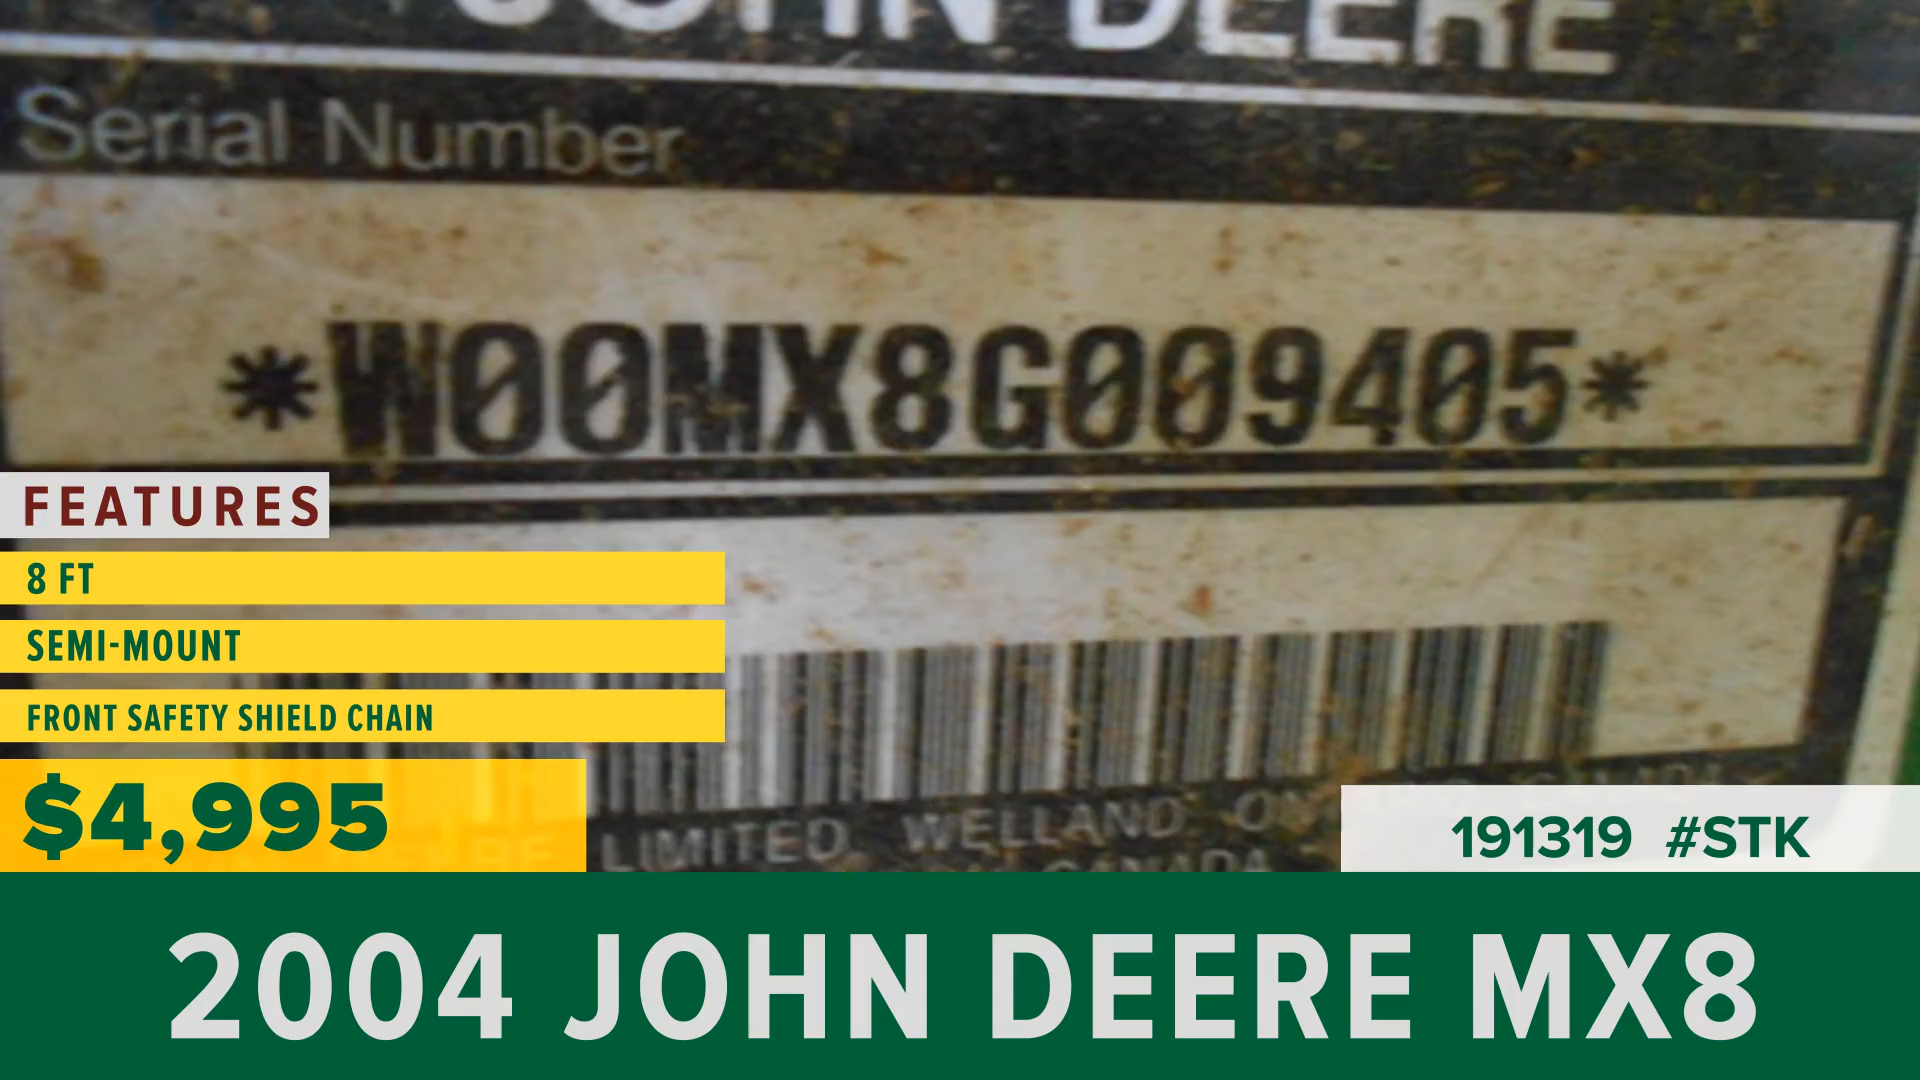 JOHN DEERE
Serial Number
*W00MX8G009405*
FEATURES
8 FT
SEMI-MOUNT
FRONT SAFETY SHIELD CHAIN
$4,995
LIMITED WELLAND
CANADA
191319 #STK
2004 JOHN DEERE MX8